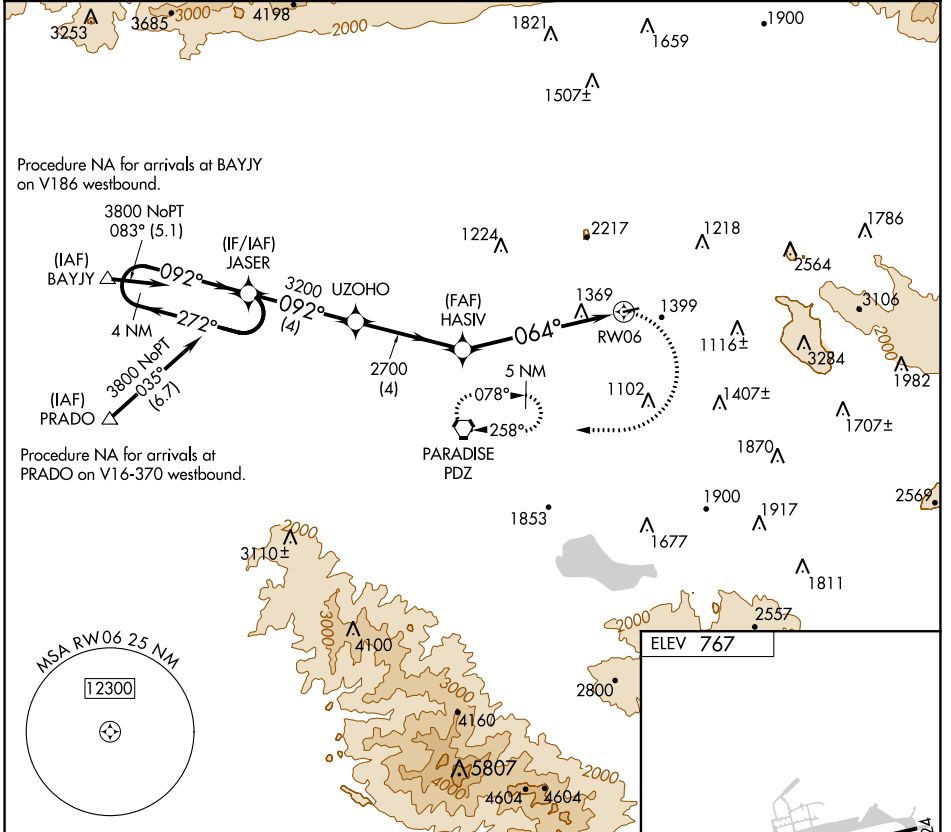 3253
3685
3000
4198
2000
1821
1659
1900
1507±
Procedure NA for arrivals at BAYJY
on V186 westbound.
3800 NoPT
083° (5.1)
(IAF)
BAYJY
092°
(IF/IAF)
JASER
3200
092°
(4)
UZOHO
4 NM
272°
3800 NoPT
035°
(6.7)
(IAF)
PRADO
2700
(4)
(FAF)
HASIV
064°
1224
2217
1218
1786
2564
1369
RW06
1399
3106
1116±
3284
2000
1982
5 NM
078°
258°
PARADISE
PDZ
1102
1407±
1707±
1870
Procedure NA for arrivals at
PRADO on V16-370 westbound.
1853
1900
1917
1677
2569
1811
2000
3110±
3000
4100
2000
2557
MSA RW06 25 NM
12300
ELEV 767
2800
3000
4160
5807
4000
2000
4604
4604
24